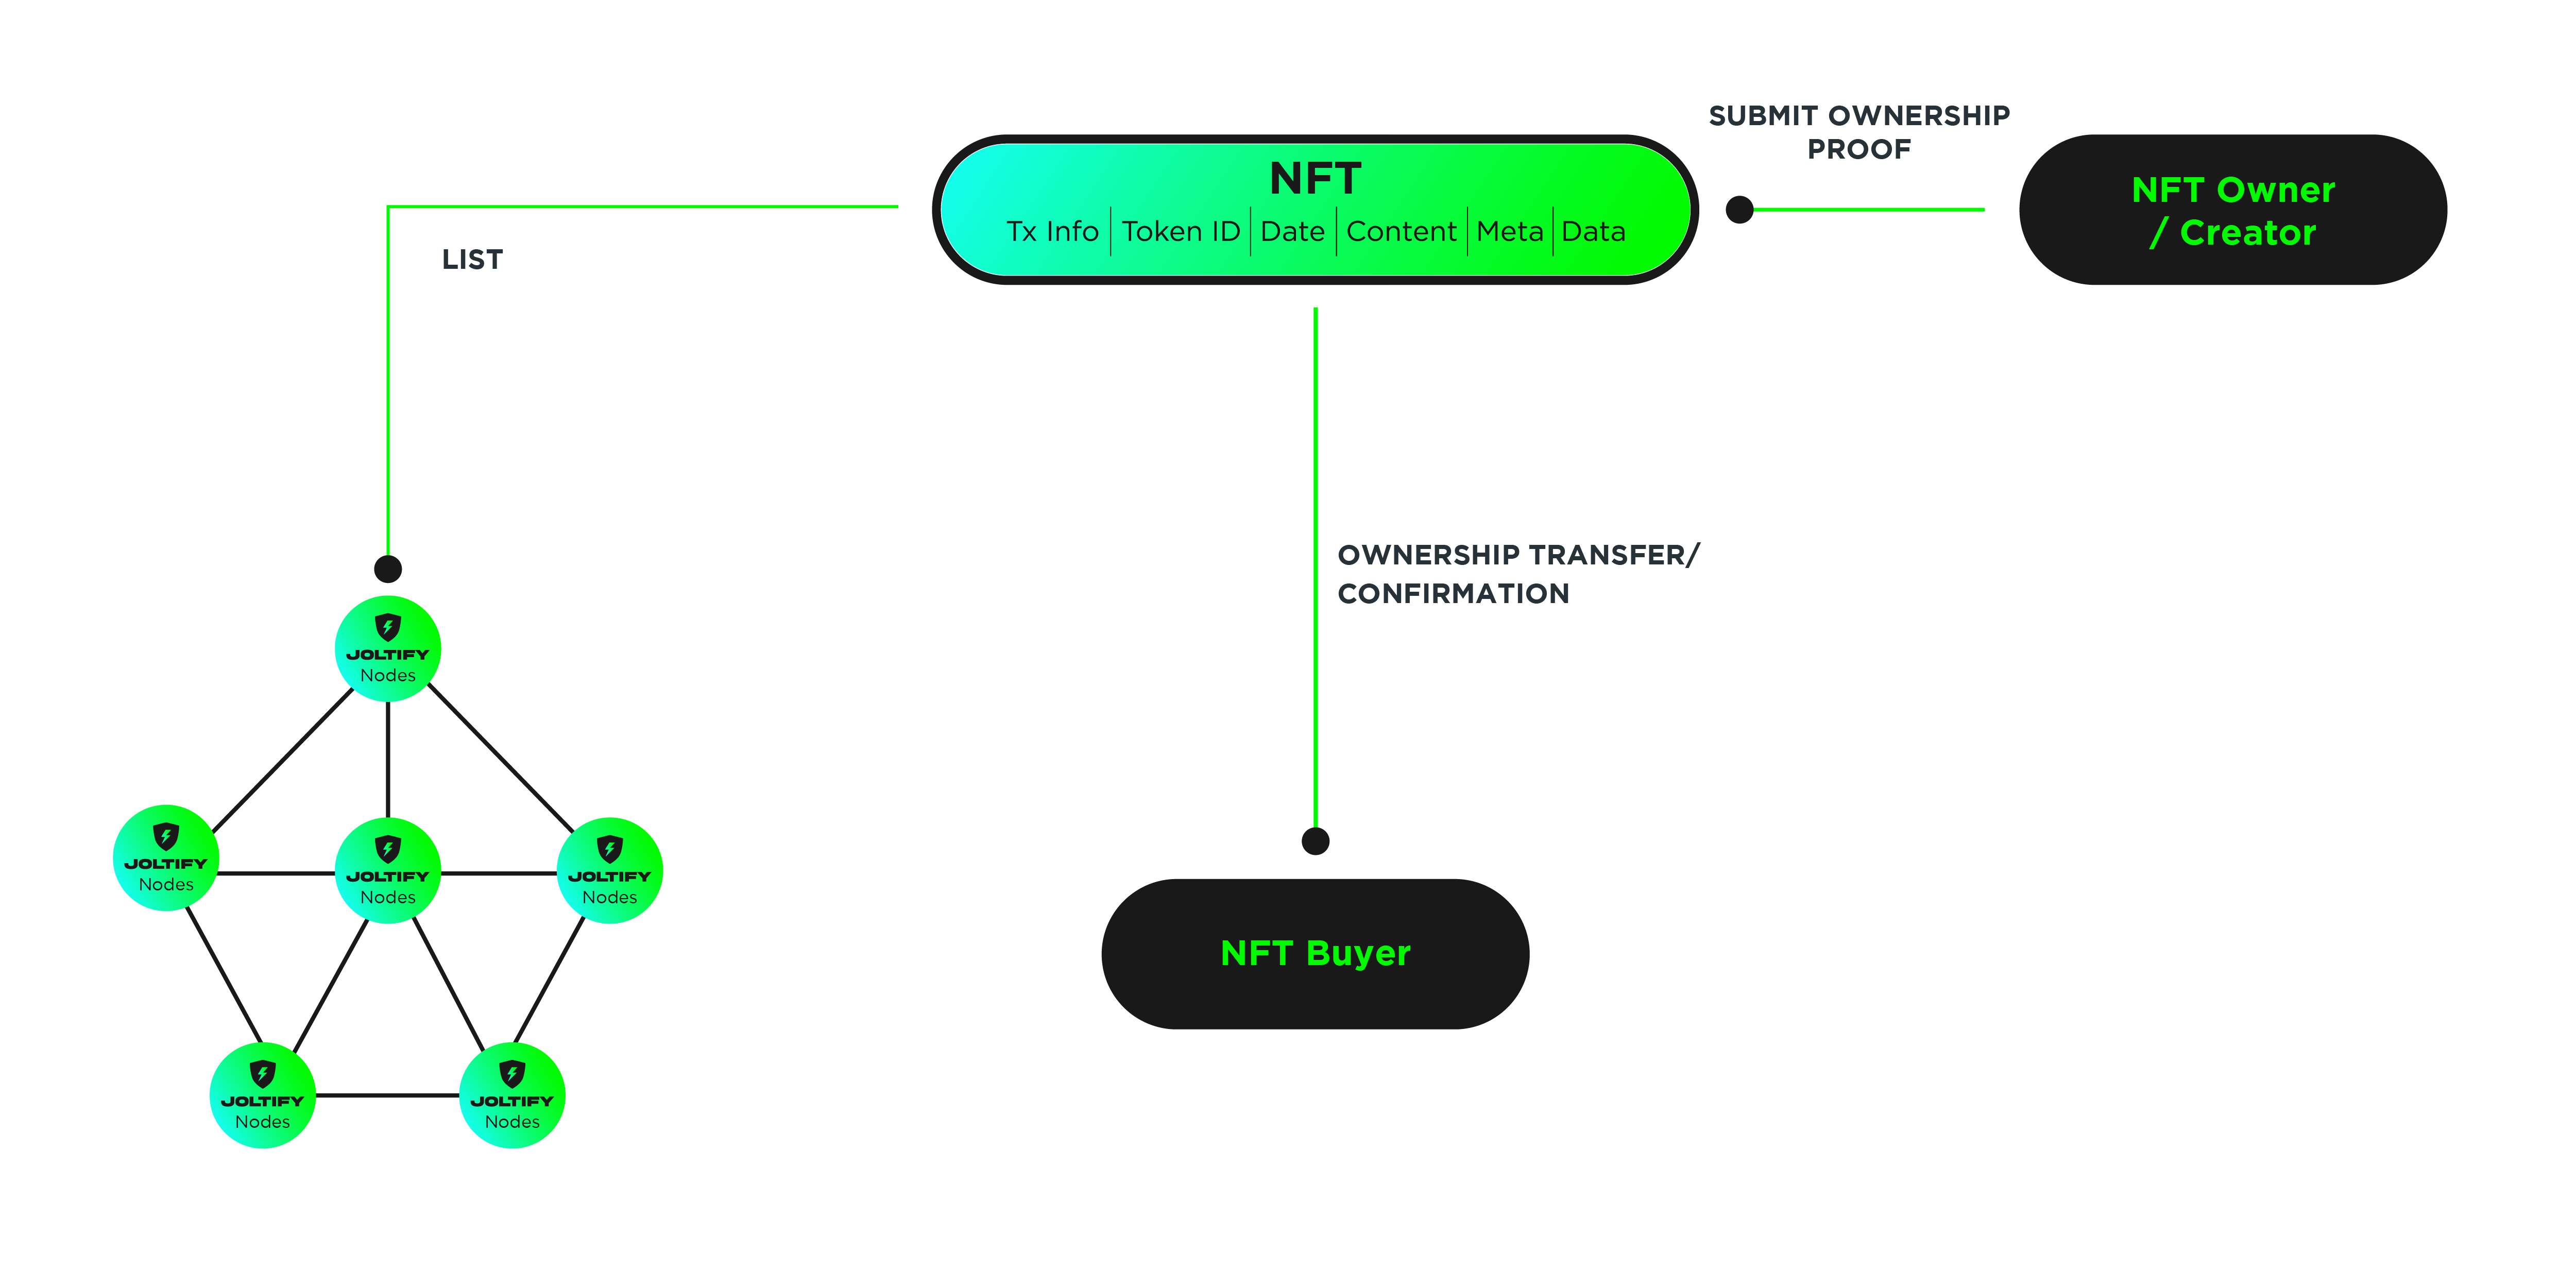 SUBMIT OWNERSHIP
PROOF
NFT
Tx Info | Token ID | Date | Content | Meta | Data
NFT Owner
/ Creator
LIST
OWNERSHIP TRANSFER/
CONFIRMATION
JOLTIFY
Nodes
JOLTIFY
Nodes
JOLTIFY
Nodes
JOLTIFY
Nodes
NFT Buyer
JOLTIFY
Nodes
JOLTIFY
Nodes